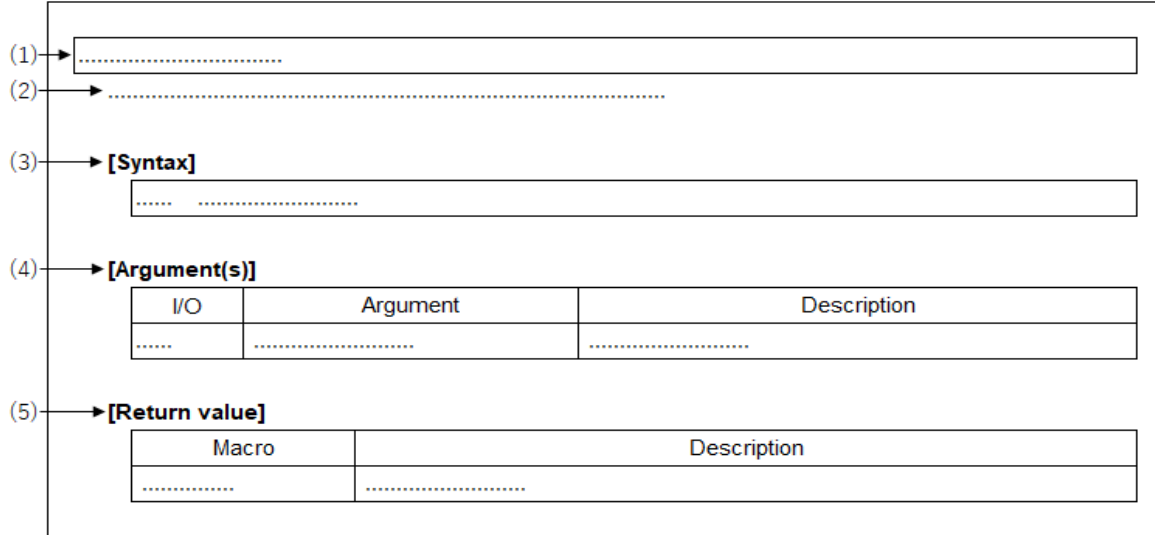 (1)
................................
(2)
........................................................................................
(3) [Syntax]
...... ..........................
(4) [Argument(s)]
I/O Argument Description
...... .......................... ..........................
(5) [Return value]
Macro Description
............... ..........................